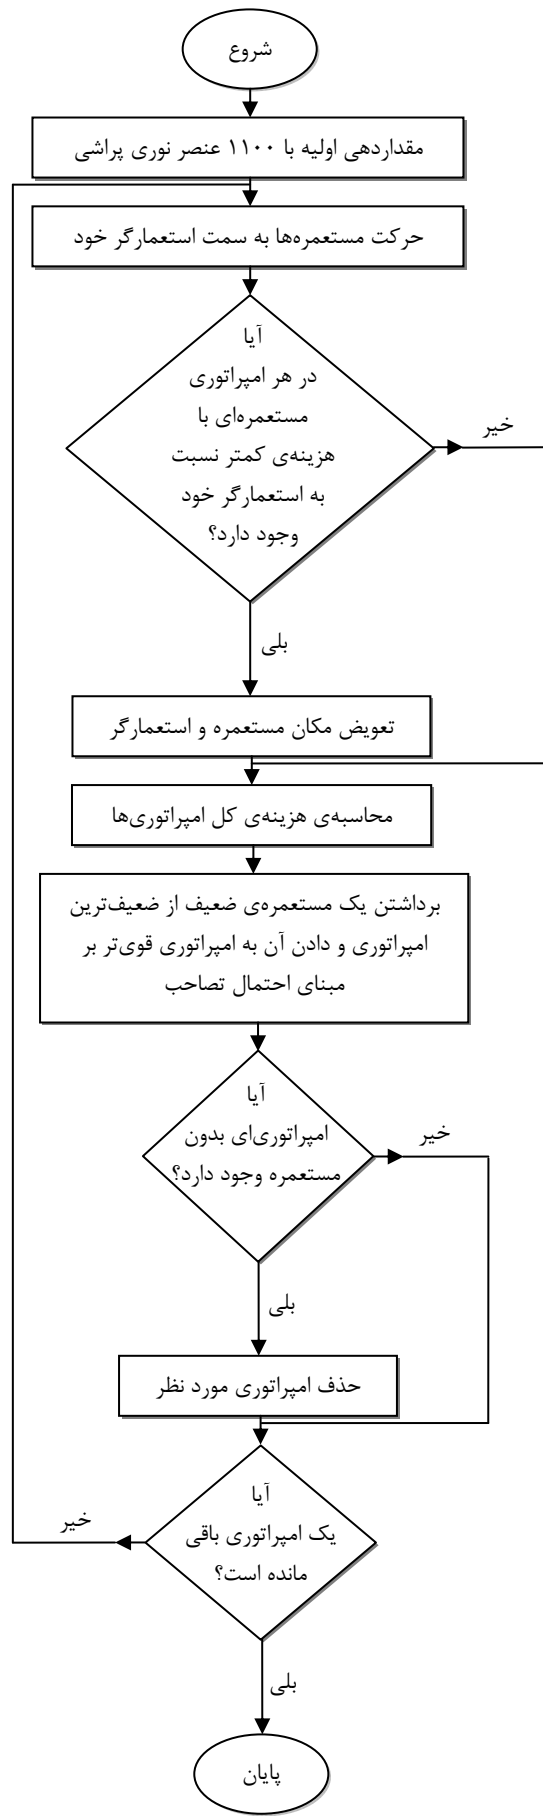 شروع
مقداردهی اولیه با ۱۱۰۰ عنصر نوری پراشی
حرکت مستعمره‌ها به سمت استعمارگر خود
آیا
در هر امپراتوری
مستعمره‌ای با
هزینه‌ی کمتر نسبت
به استعمارگر خود
وجود دارد؟
خیر
بلی
تعویض مکان مستعمره و استعمارگر
محاسبه‌ی هزینه‌ی کل امپراتوری‌ها
برداشتن یک مستعمره‌ی ضعیف از ضعیف‌ترین
امپراتوری و دادن آن به امپراتوری قوی‌تر بر
مبنای احتمال تصاحب
آیا
امپراتوری‌ای بدون
مستعمره وجود دارد؟
خیر
بلی
حذف امپراتوری مورد نظر
آیا
یک امپراتوری باقی
مانده است؟
خیر
بلی
پایان